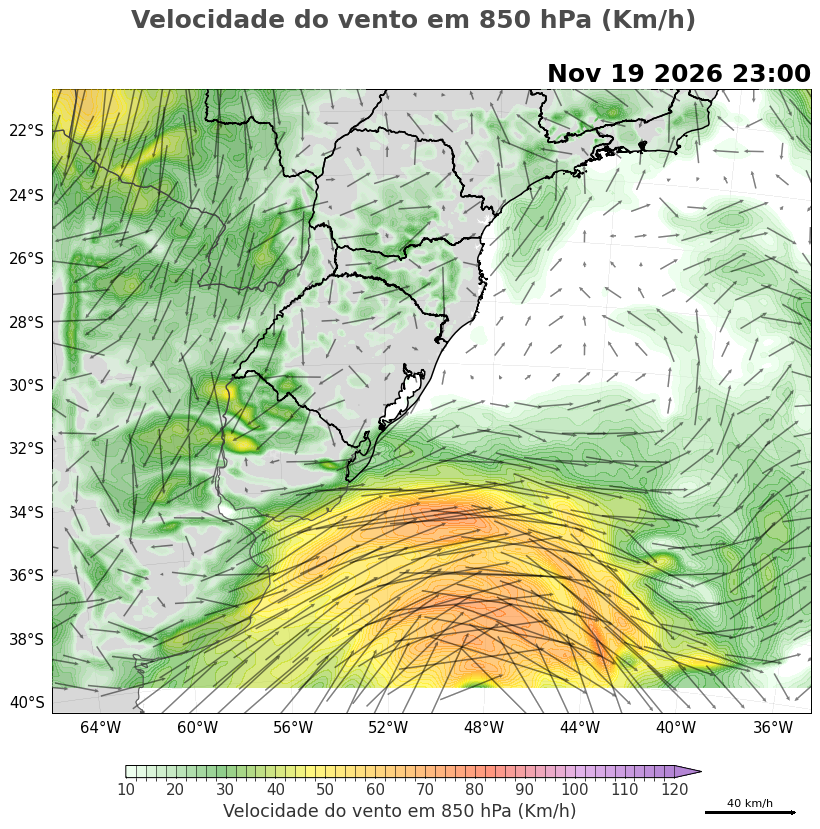 Velocidade do vento em 850 hPa (Km/h)
Nov 19 2026 23:00
22°S
24°S
26°S
28°S
30°S
32°S
34°S
36°S
38°S
40°S
64°W 60°W 56°W 52°W 48°W 44°W 40°W 36°W
10 20 30 40 50 60 70 80 90 100 110 120
Velocidade do vento em 850 hPa (Km/h)
40 km/h